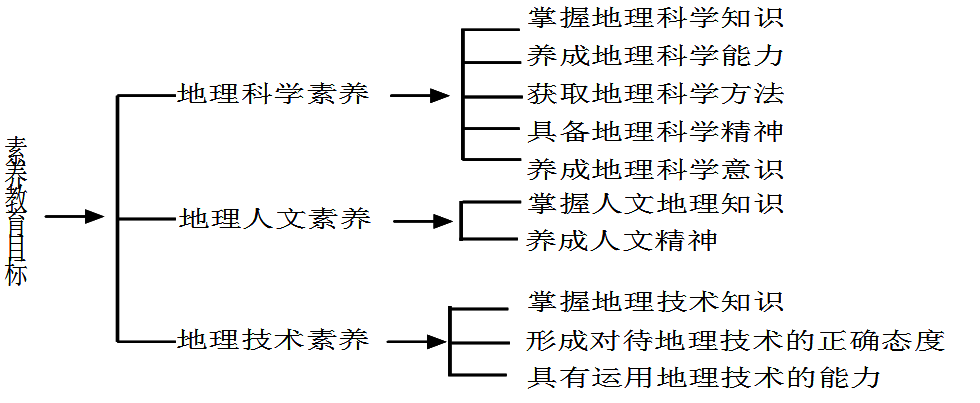 素养教育目标
地理科学素养
掌握地理科学知识
养成地理科学能力
获取地理科学方法
具备地理科学精神
养成地理科学意识
地理人文素养
掌握人文地理知识
养成人文精神
地理技术素养
掌握地理技术知识
形成对待地理技术的正确态度
具有运用地理技术的能力